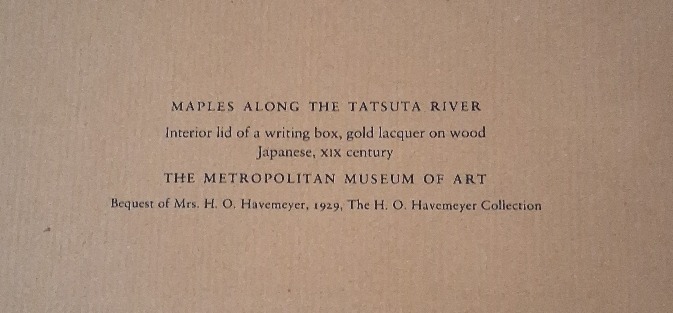 MAPLES ALONG THE TATSUTA RIVER
Interior lid of a writing box, gold lacquer on wood
Japanese, XIX century
THE METROPOLITAN MUSEUM OF ART
Bequest of Mrs. H. O. Havemeyer, 1929, The H. O. Havemeyer Collection